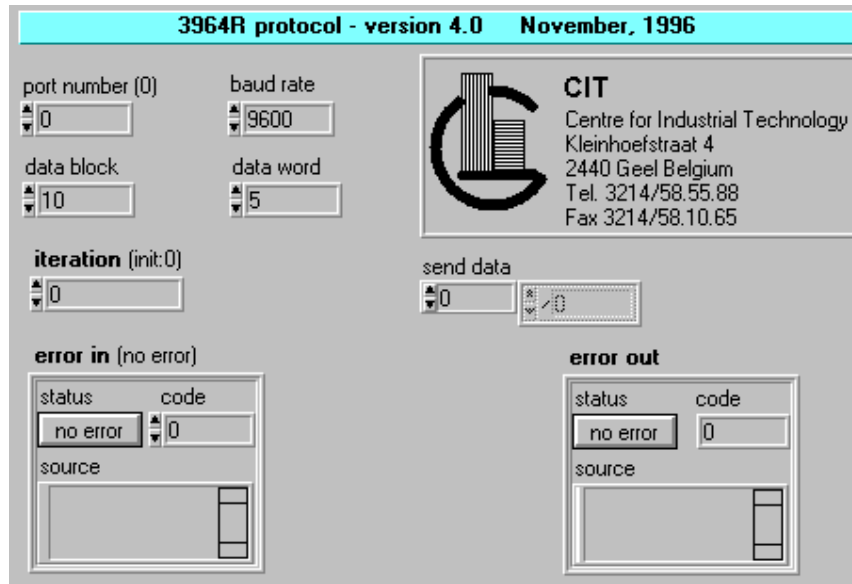 3964R protocol - version 4.0 November, 1996
port number (0)
baud rate
0
9600
data block
data word
10
5
CIT
Centre for Industrial Technology
Kleinhoefstraat 4
2440 Geel Belgium
Tel. 3214/58.55.88
Fax 3214/58.10.65
iteration (init:0)
0
send data
0
/0
error in (no error)
status
code
no error
0
source
error out
status
code
no error
0
source